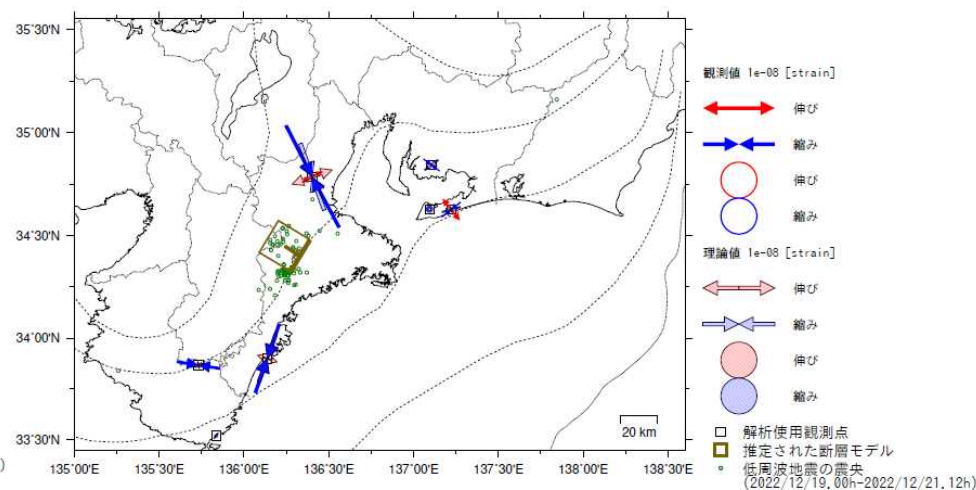 35°30'N
35°00'N
34°30'N
34°00'N
33°30'N
135°00'E 135°30'E 136°00'E 136°30'E 137°00'E 137°30'E 138°00'E 138°30'E
20 km
)
観測値 1e-08 [strain]
伸び
縮み
伸び
縮み
理論値 1e-08 [strain]
伸び
縮み
伸び
縮み
解析使用観測点
推定された断層モデル
低周波地震の震央
(2022/12/19.00h-2022/12/21.12h)